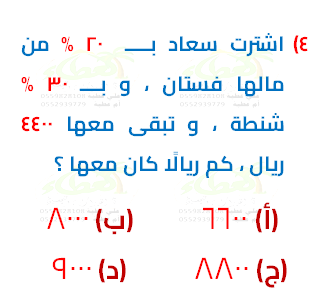 ٤) اشترت سعاد بـــ ٢٠ % من
مالها فستان ، و بـــ ٣٠ %
شنطة ، و تبقى معها ٤٤٠٠
ريال ، كم ريالًا كان معها ؟
(أ) ٦٦٠٠ (ب) ٨٠٠٠
(ج) ٨٨٠٠ (د) ٩٠٠٠